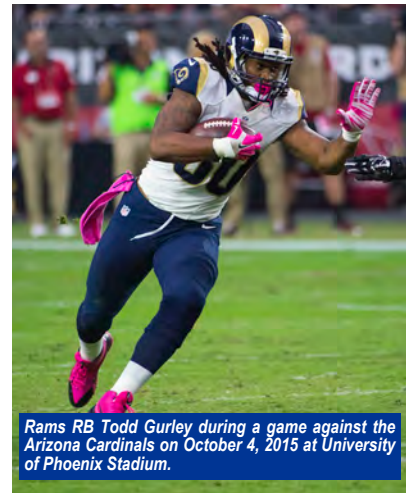 30
Rams RB Todd Gurley during a game against the
Arizona Cardinals on October 4, 2015 at University
of Phoenix Stadium.